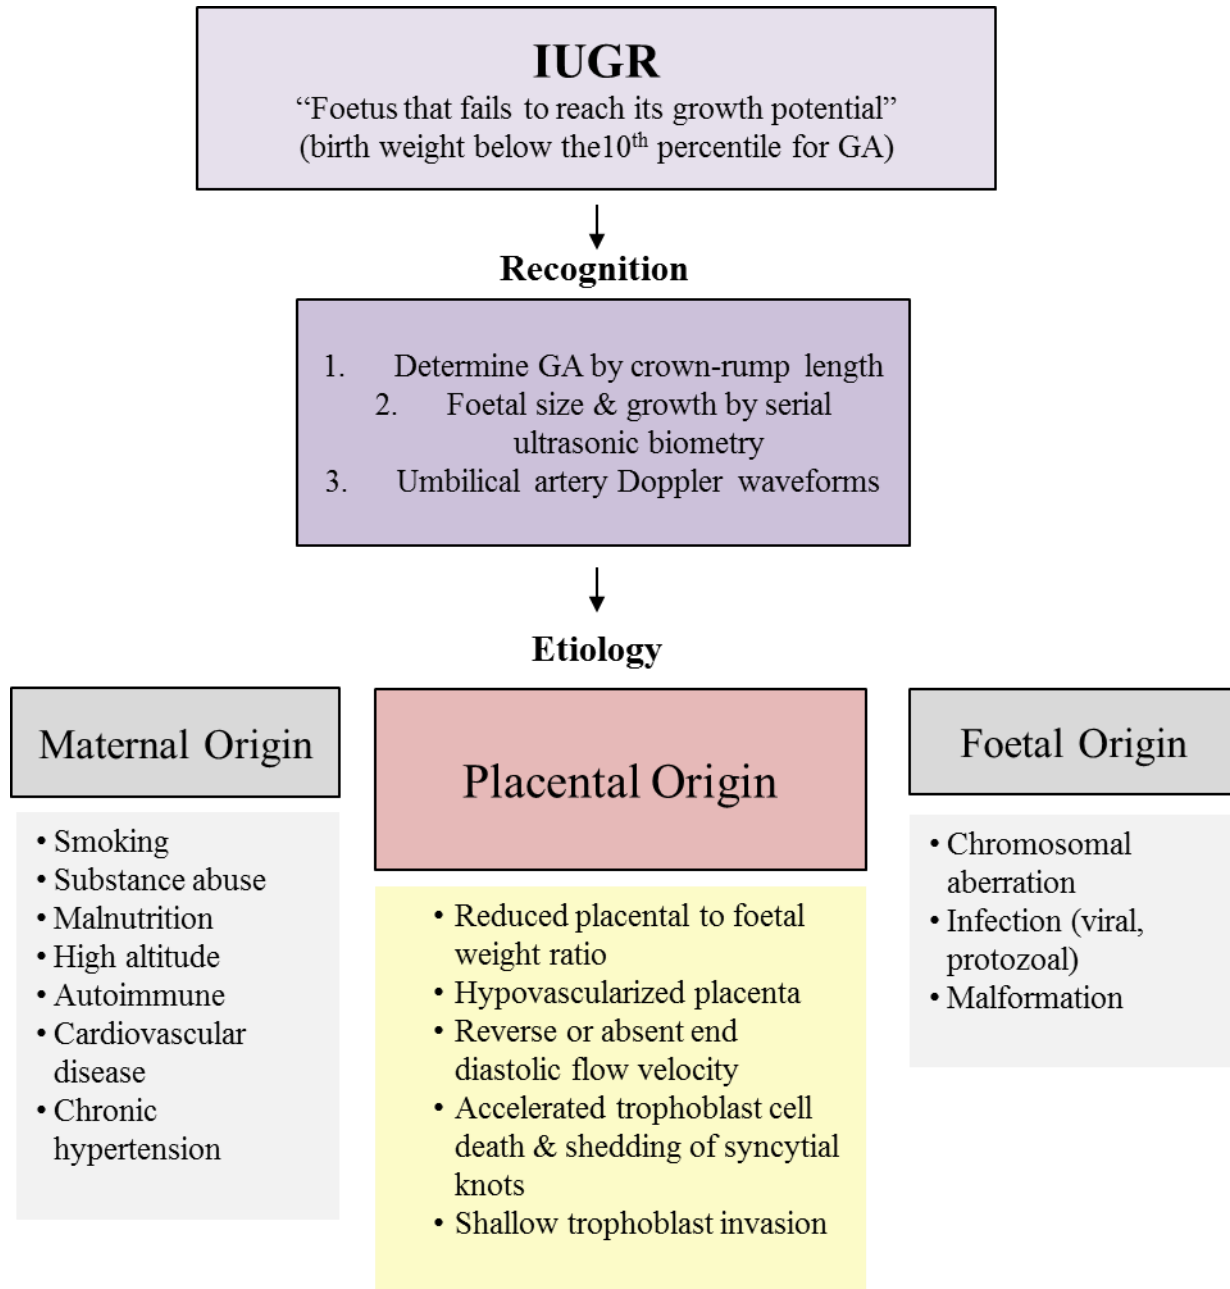 IUGR
“Foetus that fails to reach its growth potential”
(birth weight below the10th percentile for GA)
Recognition
1. Determine GA by crown-rump length
2. Foetal size & growth by serial
ultrasonic biometry
3. Umbilical artery Doppler waveforms
Etiology
Maternal Origin
• Smoking
• Substance abuse
• Malnutrition
• High altitude
• Autoimmune
• Cardiovascular
disease
• Chronic
hypertension
Placental Origin
• Reduced placental to foetal
weight ratio
• Hypovascularized placenta
• Reverse or absent end
diastolic flow velocity
• Accelerated trophoblast cell
death & shedding of syncytial
knots
• Shallow trophoblast invasion
Foetal Origin
• Chromosomal
aberration
• Infection (viral,
protozoal)
• Malformation